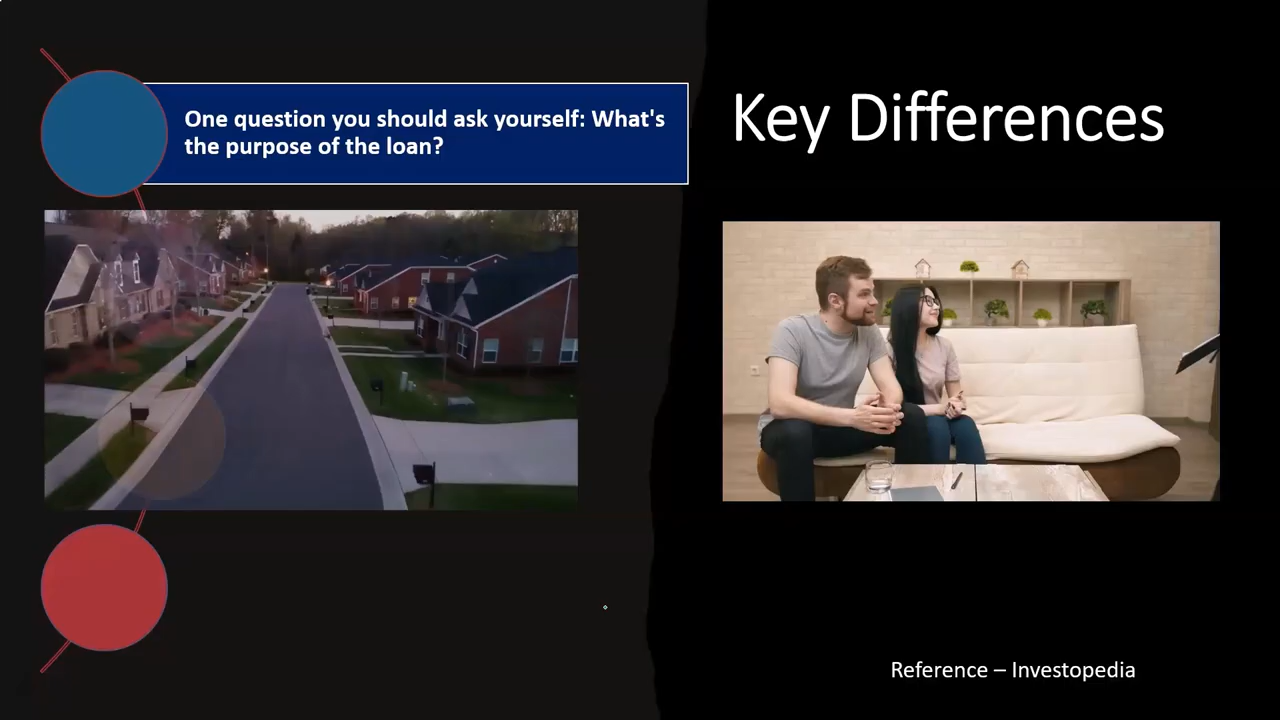 One question you should ask yourself: What's
the purpose of the loan?
Key Differences
Reference – Investopedia